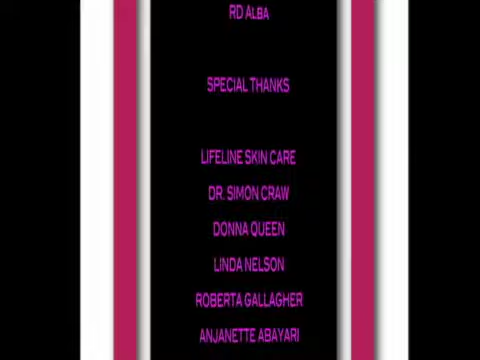 RD ALBA
SPECIAL THANKS
LIFELINE SKIN CARE
DR. SIMON CRAW
DONNA QUEEN
LINDA NELSON
ROBERTA GALLAGHER
ANJANETTE ABAYARI